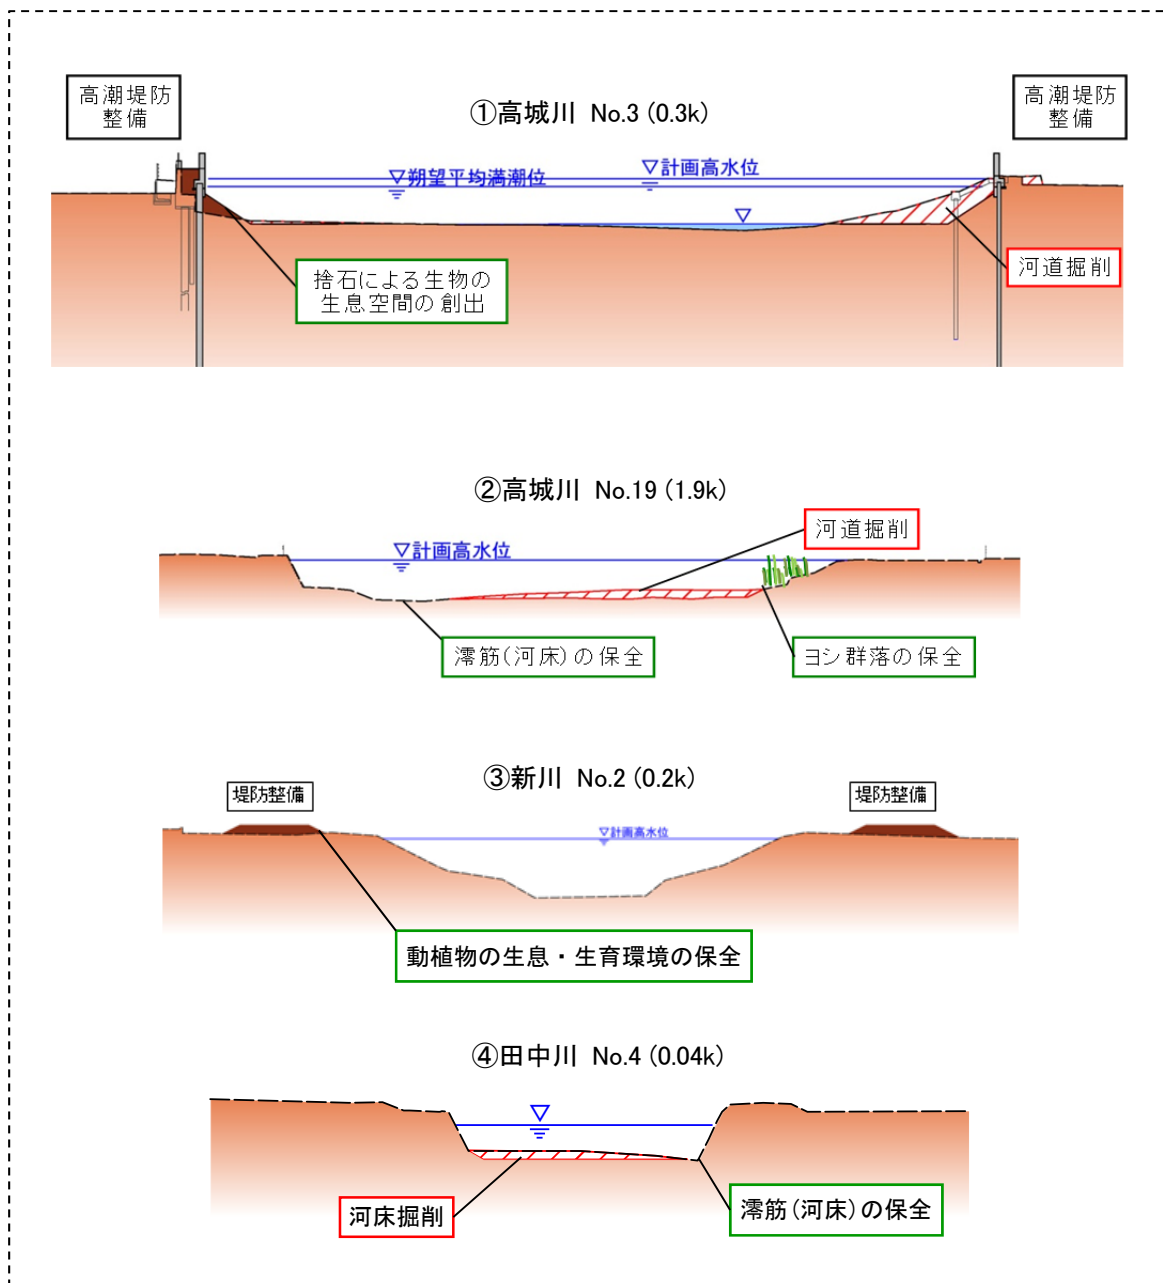 高潮堤防
整備
①高城川 No.3 (0.3k)
高潮堤防
整備
▽朔望平均満潮位
▽計画高水位
▽
捨石による生物の
生息空間の創出
河道掘削
②高城川 No.19 (1.9k)
河道掘削
▽計画高水位
澪筋(河床)の保全
ヨシ群落の保全
③新川 No.2 (0.2k)
堤防整備
堤防整備
▽計画高水位
動植物の生息・生育環境の保全
④田中川 No.4 (0.04k)
▽
河床掘削
澪筋(河床)の保全